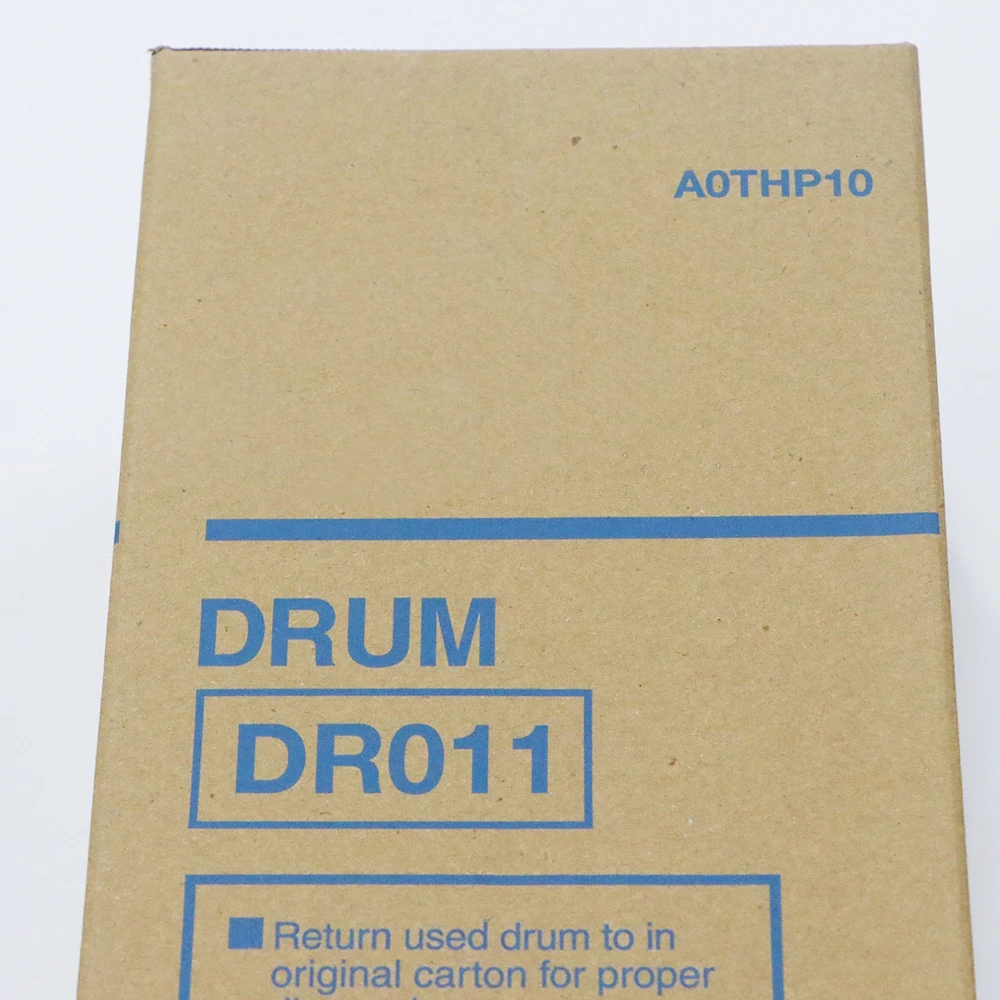 A0THP10
DRUM
DR011
Return used drum to in
original carton for proper